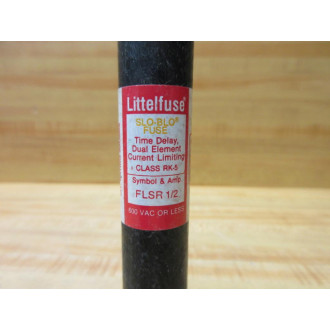 Littelfuse®
SLO-BLO®
FUSE
Time Delay,
Dual Element
Current Limiting
CLASS RK-5
Symbol & Amp
FLSR 1/2
600 VAC OR LESS